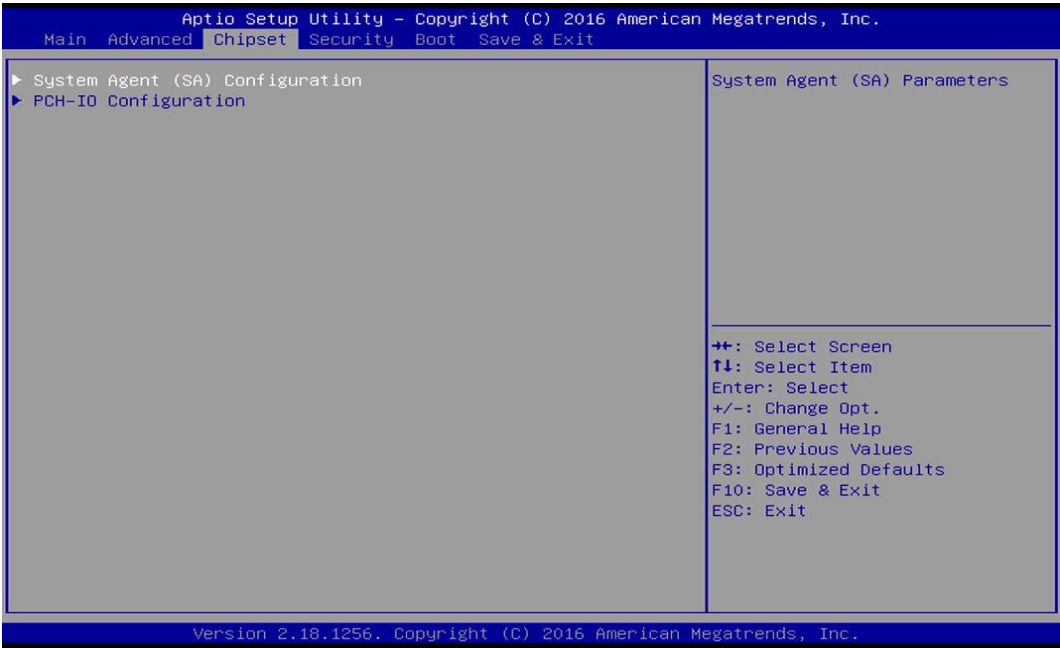 Aptio Setup Utility – Copyright (C) 2016 American Megatrends, Inc.
Main Advanced Chipset Security Boot Save & Exit
▶ System Agent (SA) Configuration
▶ PCH-IO Configuration
System Agent (SA) Parameters
→←: Select Screen
↑↓: Select Item
Enter: Select
+/-: Change Opt.
F1: General Help
F2: Previous Values
F3: Optimized Defaults
F10: Save & Exit
ESC: Exit
Version 2.18.1256. Copyright (C) 2016 American Megatrends, Inc.